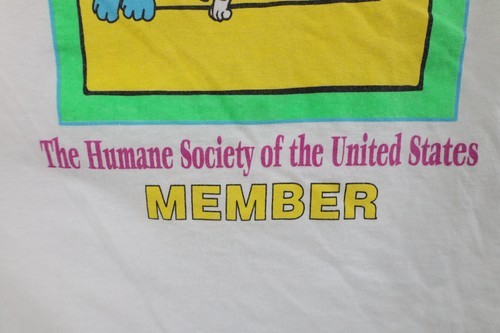 The Humane Society of the United States
MEMBER